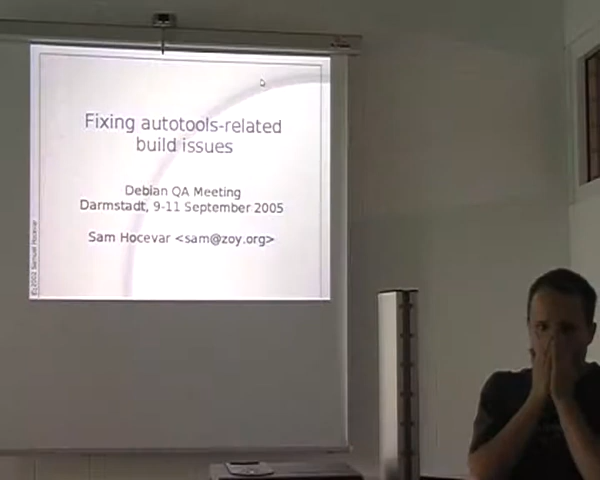 Fixing autotools-related
build issues
Debian QA Meeting
Darmstadt, 9-11 September 2005
Sam Hocevar <sam@zoy.org>